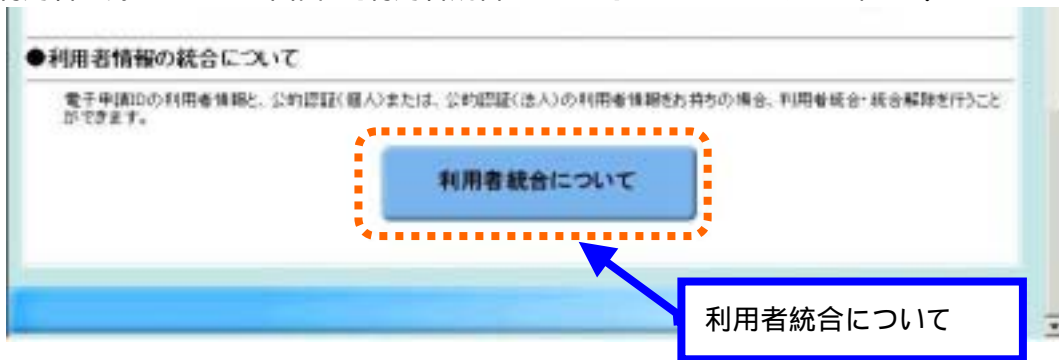 ●利用者情報の統合について
電子申請IDの利用者情報と、公的認証(個人)または、公的認証(法人)の利用者情報をお持ちの場合、利用者統合・統合解除を行うこと
ができます。
利用者統合について
利用者統合について